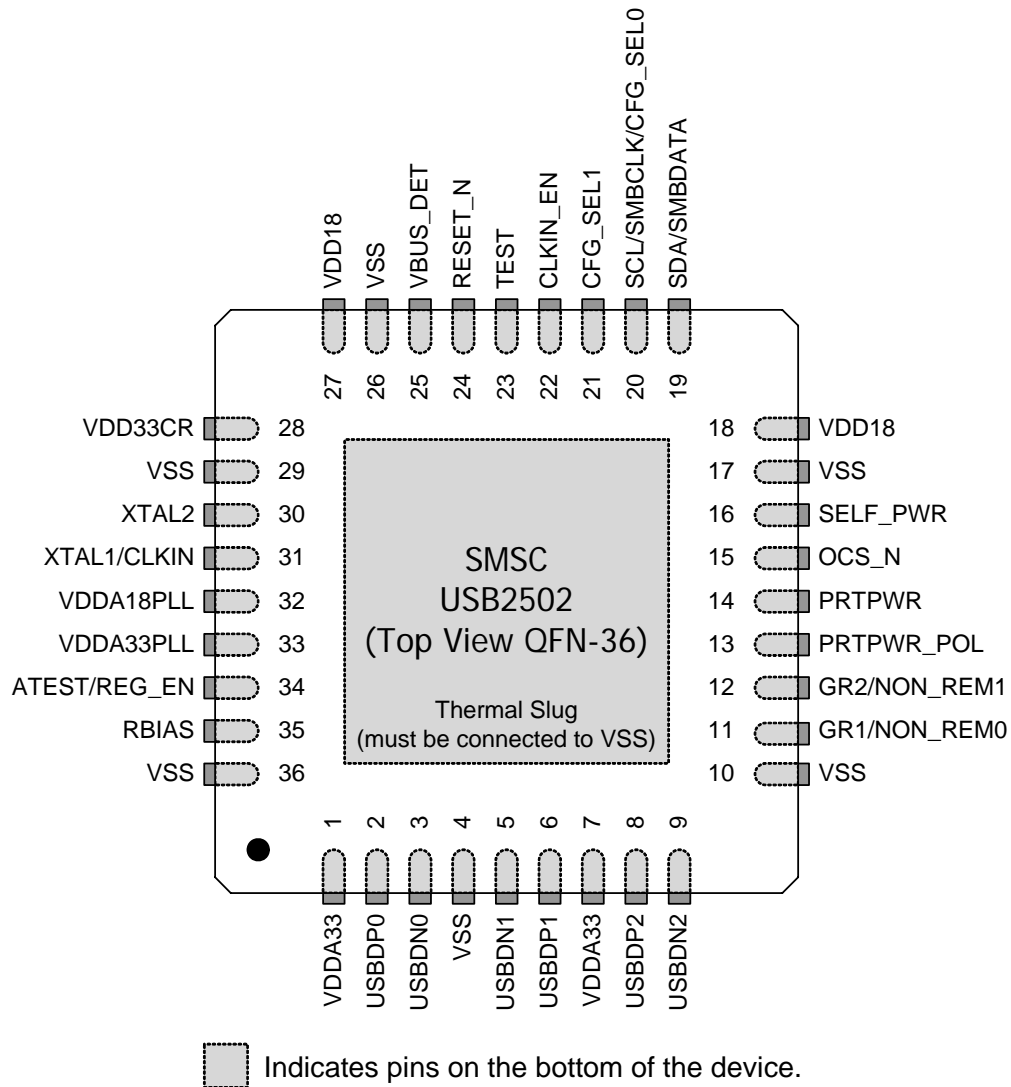 VDD18
VSS
VBUS_DET
RESET_N
TEST
CLKIN_EN
CFG_SEL1
SCL/SMBCLK/CFG_SEL0
SDA/SMBDATA
27
26
25
24
23
22
21
20
19
VDD33CR 28
VSS 29
XTAL2 30
XTAL1/CLKIN 31
VDDA18PLL 32
VDDA33PLL 33
ATEST/REG_EN 34
RBIAS 35
VSS 36
SMSC
USB2502
(Top View QFN-36)
Thermal Slug
(must be connected to VSS)
18 VDD18
17 VSS
16 SELF_PWR
15 OCS_N
14 PRTPWR
13 PRTPWR_POL
12 GR2/NON_REM1
11 GR1/NON_REM0
10 VSS
1
2
3
4
5
6
7
8
9
VDDA33
USBDP0
USBDN0
VSS
USBDN1
USBDP1
VDDA33
USBDP2
USBDN2
Indicates pins on the bottom of the device.